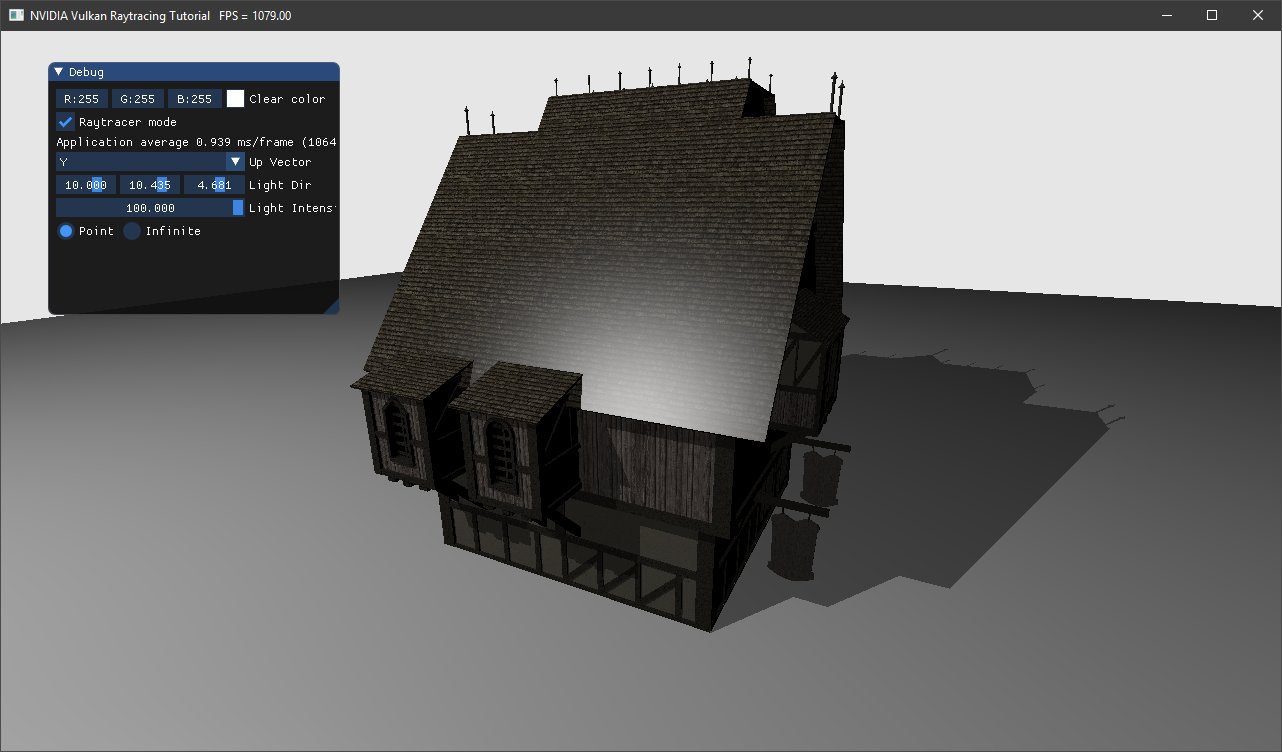 NVIDIA Vulkan Raytracing Tutorial FPS = 1079.00
Debug
R:255 G:255 B:255 Clear color
Raytracer mode
Application average 0.939 ms/frame (1064
Y Up Vector
10.000 10.435 4.681 Light Dir
100.000 Light Intens
Point Infinite